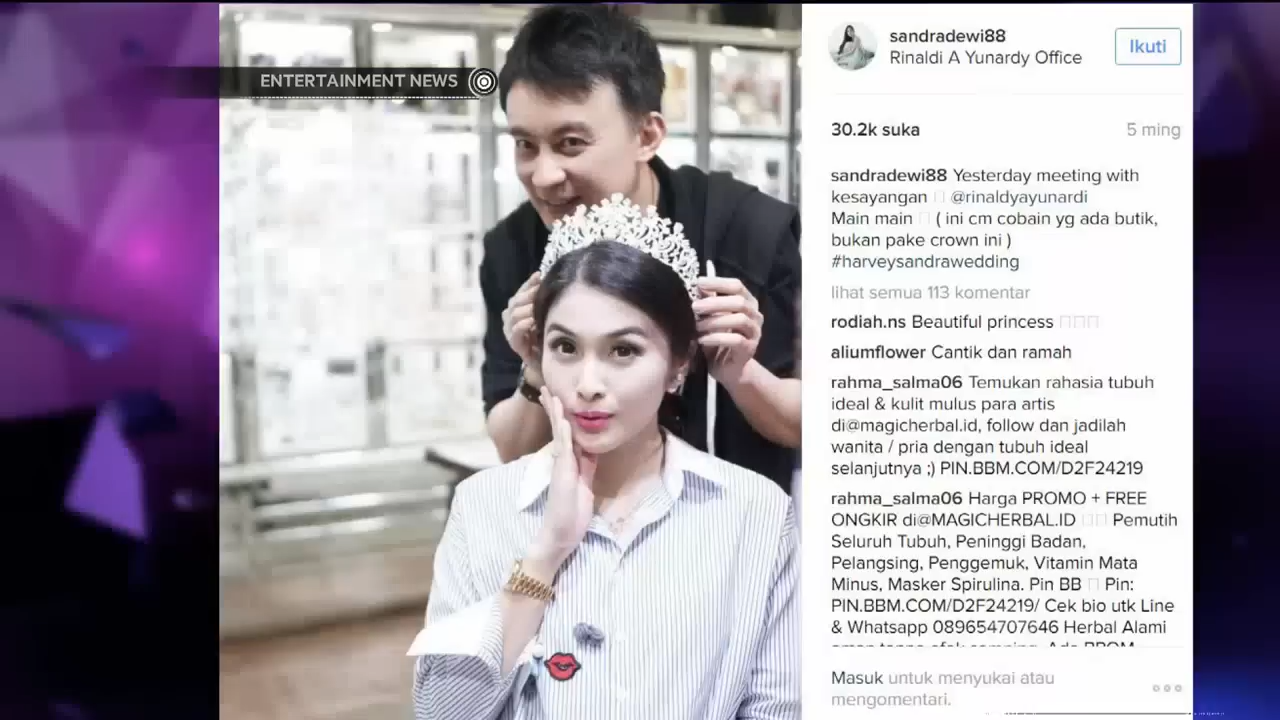 ENTERTAINMENT NEWS
sandradewi88
Rinaldi A Yunardy Office
Ikuti
30.2k suka
5 ming
sandradewi88 Yesterday meeting with
kesayangan @rinaldyayunardi
Main main ( ini cm cobain yg ada butik,
bukan pake crown ini )
#harveysandrawedding
lihat semua 113 komentar
rodiah.ns Beautiful princess
aliumflower Cantik dan ramah
rahma_salma06 Temukan rahasia tubuh
ideal & kulit mulus para artis
di@magicherbal.id, follow dan jadilah
wanita / pria dengan tubuh ideal
selanjutnya ;) PIN.BBM.COM/D2F24219
rahma_salma06 Harga PROMO + FREE
ONGKIR di@MAGICHERBAL.ID Pemutih
Seluruh Tubuh, Peninggi Badan,
Pelangsing, Penggemuk, Vitamin Mata
Minus, Masker Spirulina. Pin BB Pin:
PIN.BBM.COM/D2F24219/ Cek bio utk Line
& Whatsapp 089654707646 Herbal Alami
Masuk untuk menyukai atau
mengomentari.